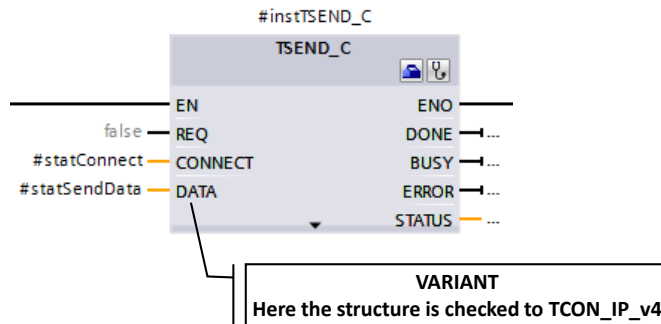 #instTSEND_C
TSEND_C
EN ENO
false REQ DONE ...
#statConnect CONNECT BUSY ...
#statSendData DATA ERROR ...
STATUS ...
VARIANT
Here the structure is checked to TCON_IP_v4